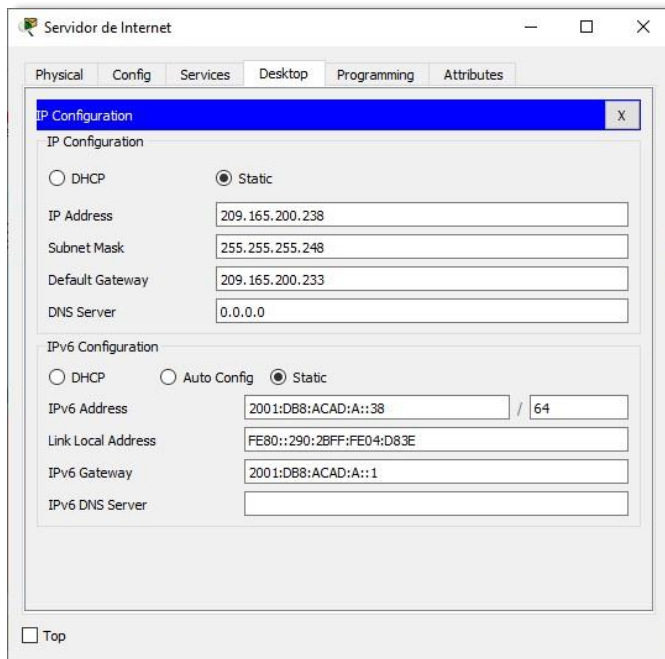 Servidor de Internet
Physical Config Services Desktop Programming Attributes
IP Configuration X
IP Configuration
DHCP Static
IP Address 209.165.200.238
Subnet Mask 255.255.255.248
Default Gateway 209.165.200.233
DNS Server 0.0.0.0
IPv6 Configuration
DHCP Auto Config Static
IPv6 Address 2001:DB8:ACAD:A::38 / 64
Link Local Address FE80::290:2BFF:FE04:D83E
IPv6 Gateway 2001:DB8:ACAD:A::1
IPv6 DNS Server
Top